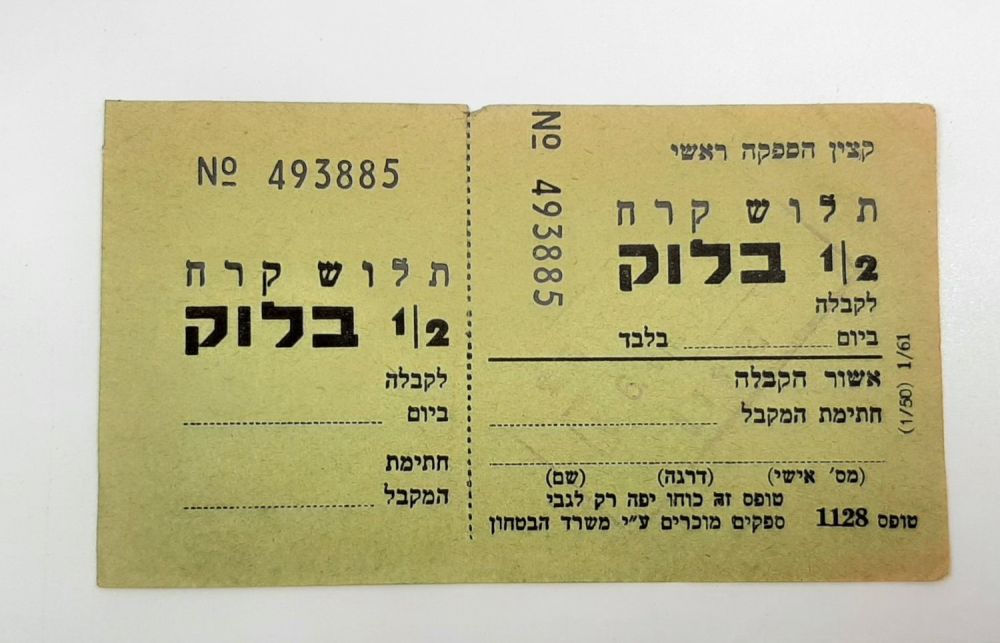 קצין הספקה ראשי
תלוש קרח
1/2 בלוק
לקבלה
ביום ........................ בלבד
אשור הקבלה
חתימת המקבל ........................
(מס' אישי) (דרגה) (שם)
טופס זה כוחו יפה רק לגבי
טופס 1128 ספקים מוכרים ע״י משרד הבטחון
(1/50) 1/61
№ 493885
№ 493885
תלוש קרח
1/2 בלוק
לקבלה
ביום ........................
חתימת
המקבל ........................